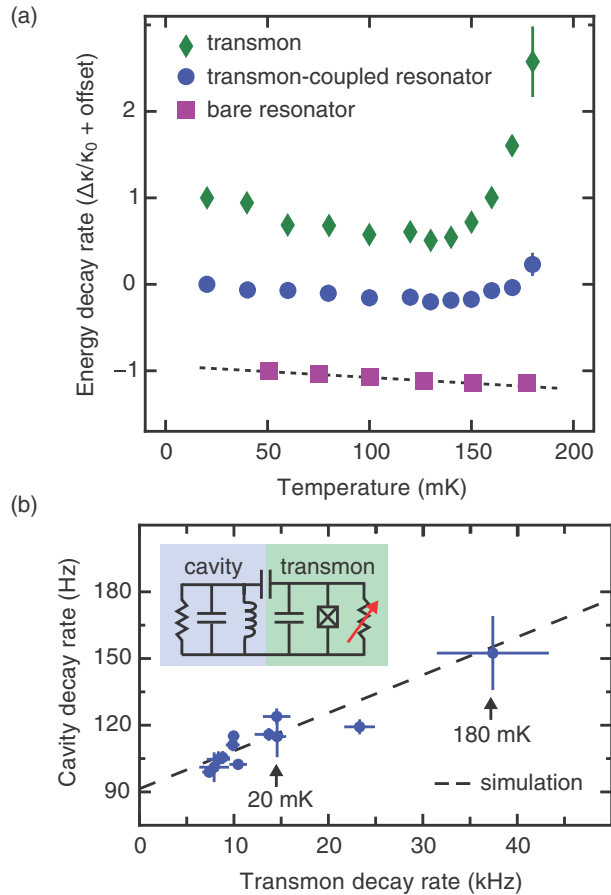 (a)
transmon
transmon-coupled resonator
bare resonator
Energy decay rate (Δκ/κ₀ + offset)
2
1
0
−1
0 50 100 150 200
Temperature (mK)
(b)
Cavity decay rate (Hz)
180
150
120
90
cavity transmon
180 mK
20 mK
simulation
0 10 20 30 40
Transmon decay rate (kHz)